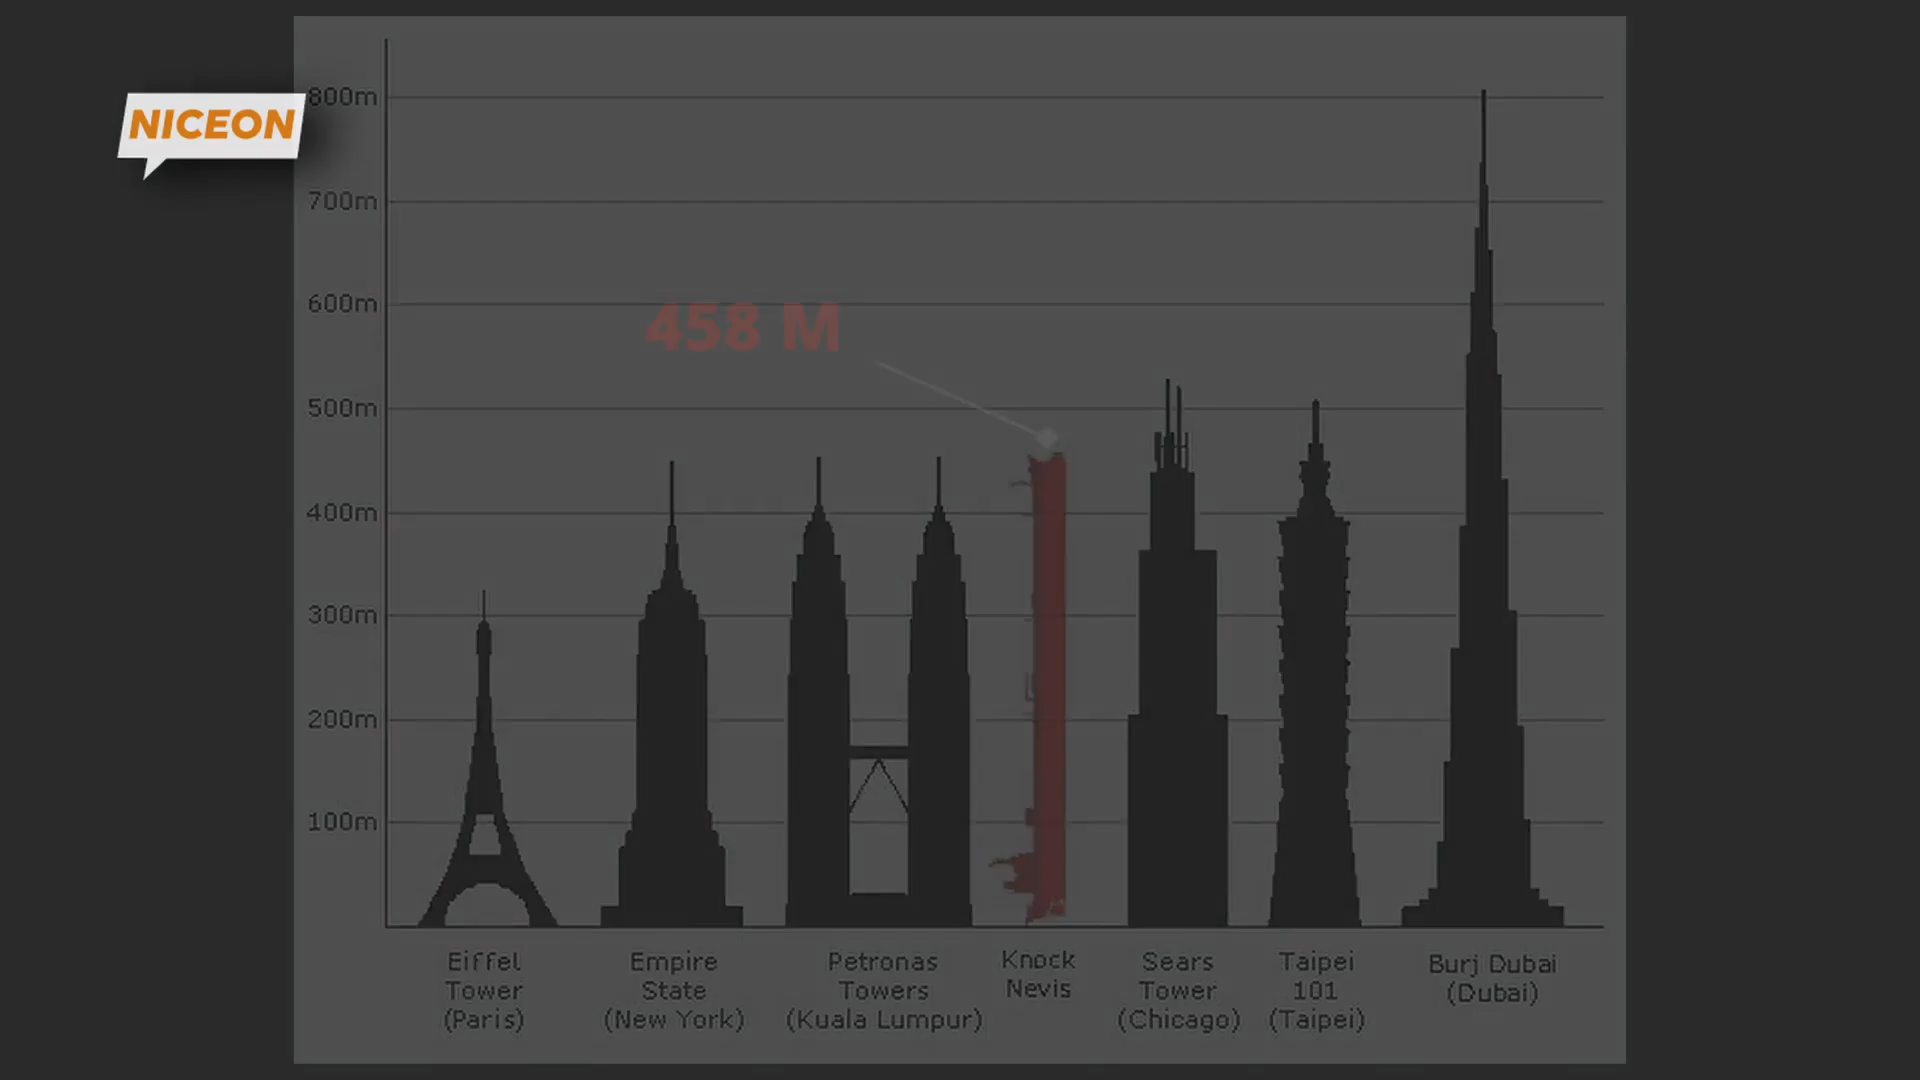 NICEON
800m
700m
600m
500m
400m
300m
200m
100m
458 M
Eiffel
Tower
(Paris)
Empire
State
(New York)
Petronas
Towers
(Kuala Lumpur)
Knock
Nevis
Sears
Tower
(Chicago)
Taipei
101
(Taipei)
Burj Dubai
(Dubai)